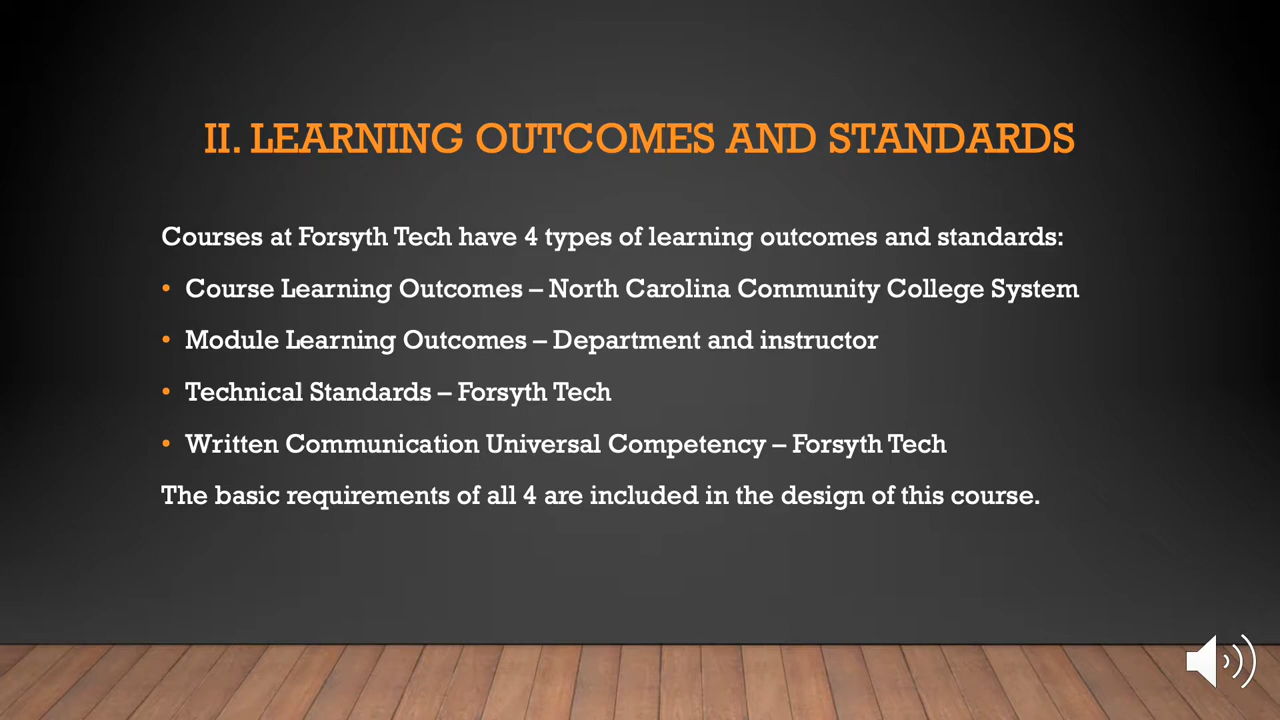 II. LEARNING OUTCOMES AND STANDARDS
Courses at Forsyth Tech have 4 types of learning outcomes and standards:
• Course Learning Outcomes – North Carolina Community College System
• Module Learning Outcomes – Department and instructor
• Technical Standards – Forsyth Tech
• Written Communication Universal Competency – Forsyth Tech
The basic requirements of all 4 are included in the design of this course.